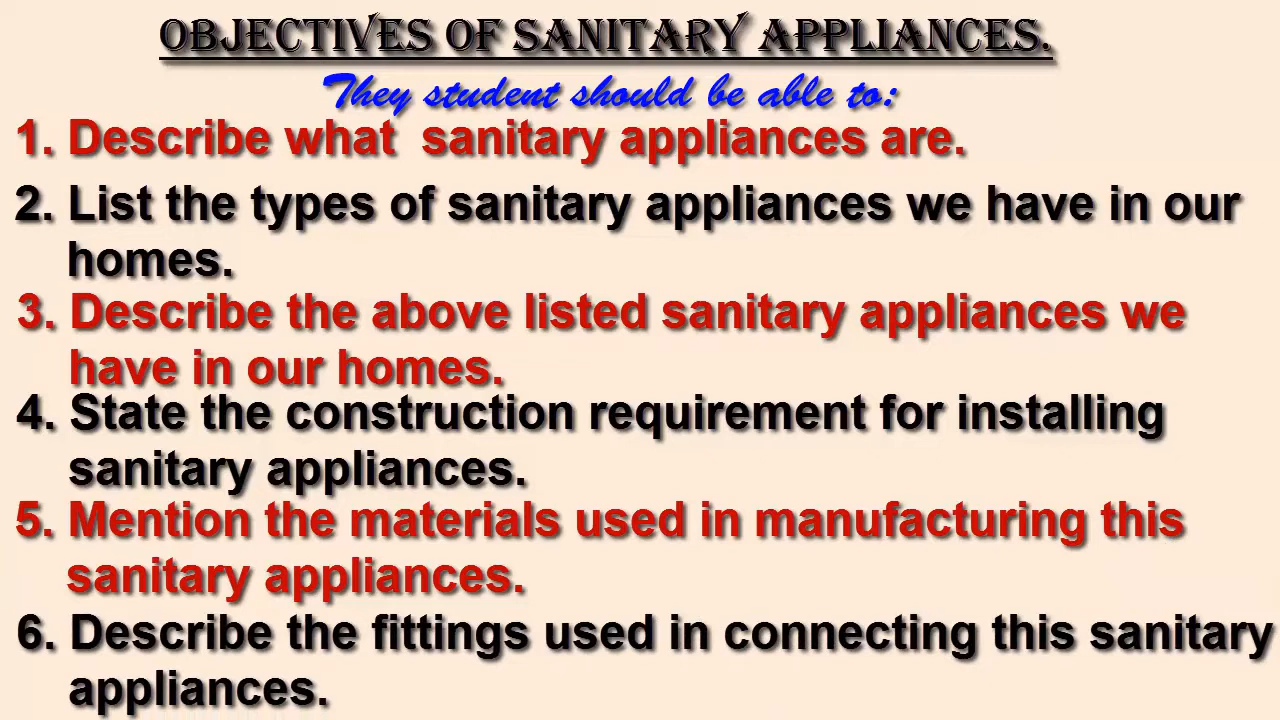 OBJECTIVES OF SANITARY APPLIANCES.
They student should be able to:
1. Describe what sanitary appliances are.
2. List the types of sanitary appliances we have in our
homes.
3. Describe the above listed sanitary appliances we
have in our homes.
4. State the construction requirement for installing
sanitary appliances.
5. Mention the materials used in manufacturing this
sanitary appliances.
6. Describe the fittings used in connecting this sanitary
appliances.